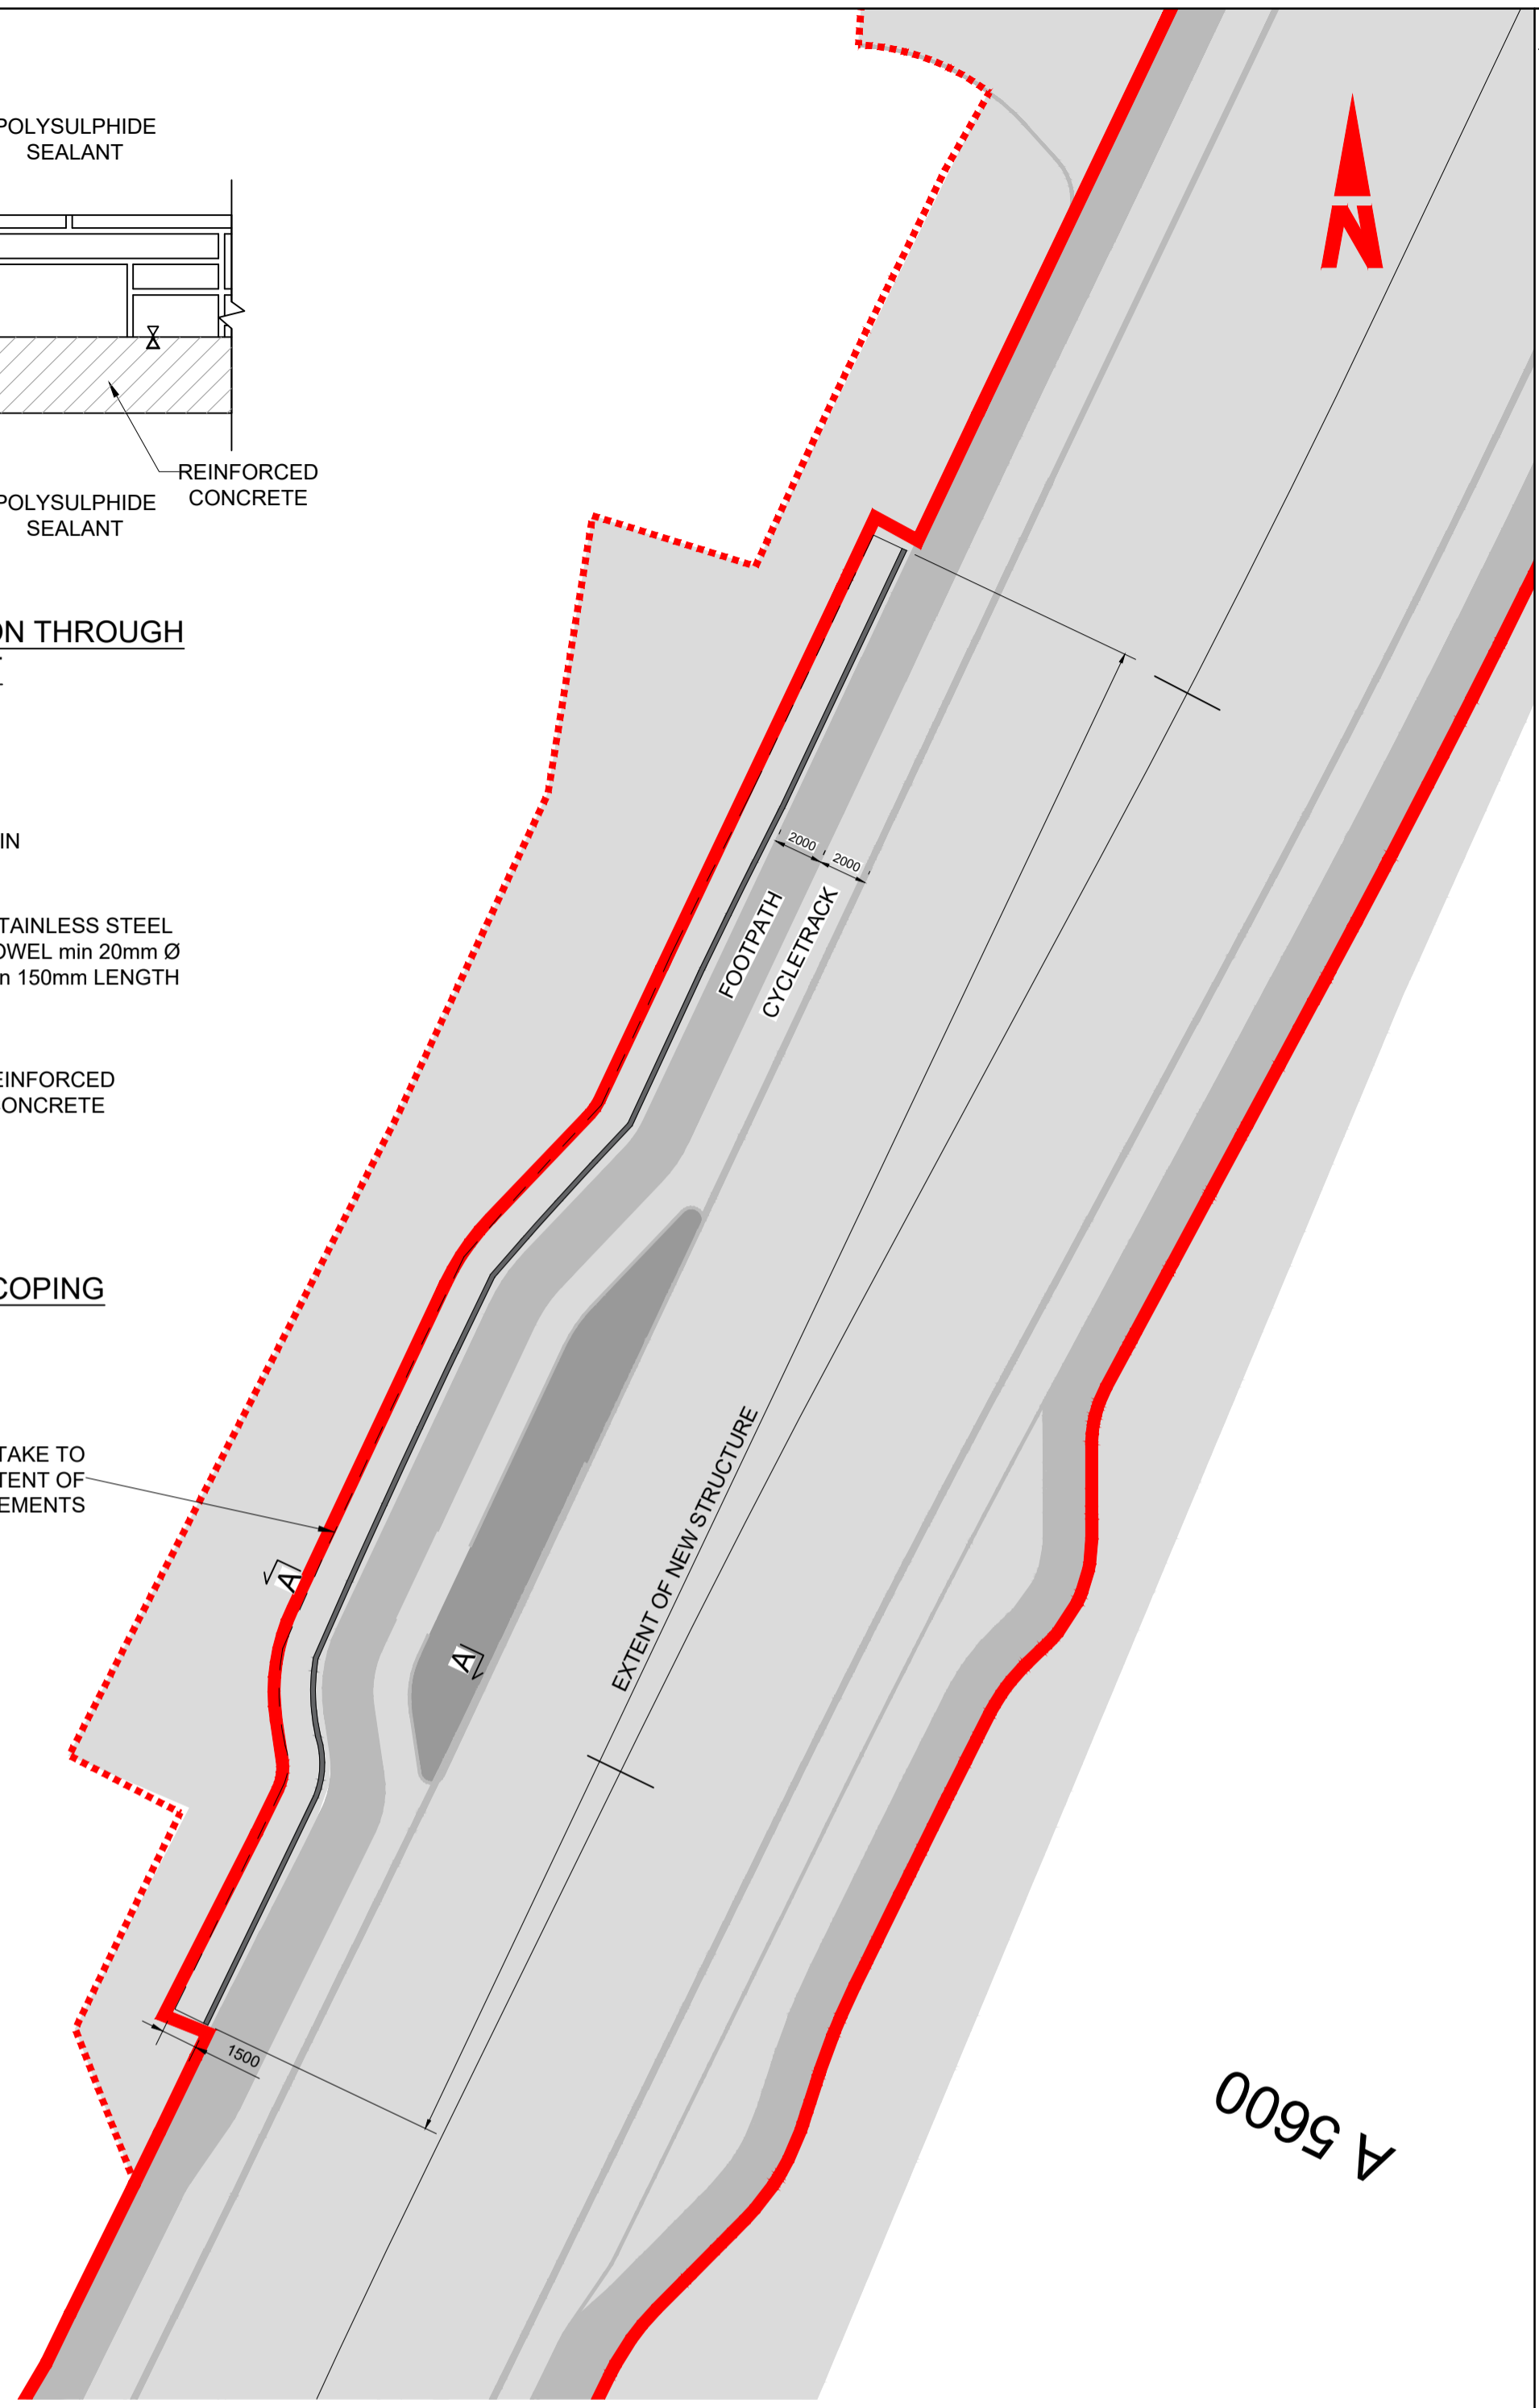 POLYSULPHIDE
SEALANT
N
REINFORCED
CONCRETE
POLYSULPHIDE
SEALANT
ON THROUGH
IN
TAINLESS STEEL
OWEL min 20mm Ø
n 150mm LENGTH
EINFORCED
ONCRETE
COPING
TAKE TO
TENT OF
EMENTS
2000
2000
FOOTPATH
CYCLETRACK
EXTENT OF NEW STRUCTURE
A
A
1500
A 5600